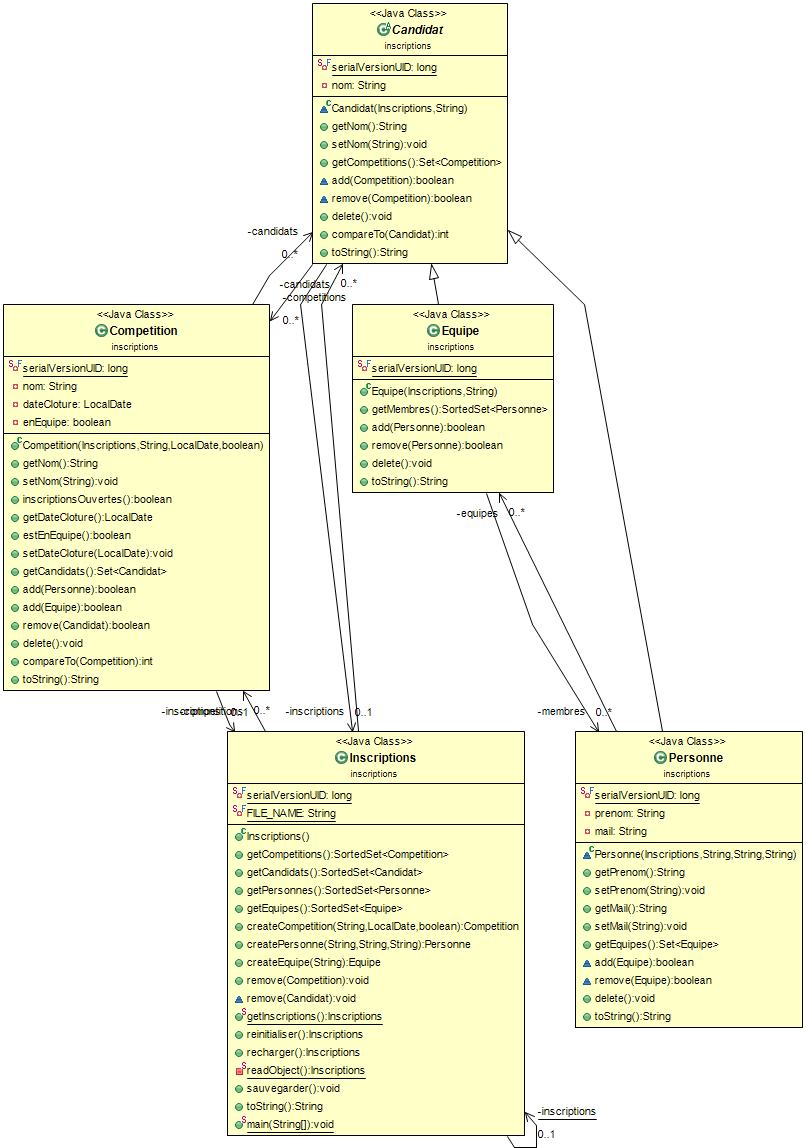 <<Java Class>>
Candidat
inscriptions
serialVersionUID: long
nom: String
Candidat(Inscriptions,String)
getNom():String
setNom(String):void
getCompetitions():Set<Competition>
add(Competition):boolean
remove(Competition):boolean
delete():void
compareTo(Candidat):int
toString():String
-candidats
0..*
-candidats
0..*
-competitions
0..*
<<Java Class>>
Competition
inscriptions
serialVersionUID: long
nom: String
dateCloture: LocalDate
enEquipe: boolean
Competition(Inscriptions,String,LocalDate,boolean)
getNom():String
setNom(String):void
inscriptionsOuvertes():boolean
getDateCloture():LocalDate
estEnEquipe():boolean
setDateCloture(LocalDate):void
getCandidats():Set<Candidat>
add(Personne):boolean
add(Equipe):boolean
remove(Candidat):boolean
delete():void
compareTo(Competition):int
toString():String
<<Java Class>>
Equipe
inscriptions
serialVersionUID: long
Equipe(Inscriptions,String)
getMembres():SortedSet<Personne>
add(Personne):boolean
remove(Personne):boolean
delete():void
toString():String
-equipes
0..*
-inscriptions
0..1
-competitions
0..*
-inscriptions
0..1
-membres
0..*
<<Java Class>>
Inscriptions
inscriptions
serialVersionUID: long
FILE_NAME: String
Inscriptions()
getCompetitions():SortedSet<Competition>
getCandidats():SortedSet<Candidat>
getPersonnes():SortedSet<Personne>
getEquipes():SortedSet<Equipe>
createCompetition(String,LocalDate,boolean):Competition
createPersonne(String,String,String):Personne
createEquipe(String):Equipe
remove(Competition):void
remove(Candidat):void
getInscriptions():Inscriptions
reinitialiser():Inscriptions
recharger():Inscriptions
readObject():Inscriptions
sauvegarder():void
toString():String
main(String[]):void
-inscriptions
0..1
<<Java Class>>
Personne
inscriptions
serialVersionUID: long
prenom: String
mail: String
Personne(Inscriptions,String,String,String)
getPrenom():String
setPrenom(String):void
getMail():String
setMail(String):void
getEquipes():Set<Equipe>
add(Equipe):boolean
remove(Equipe):boolean
delete():void
toString():String